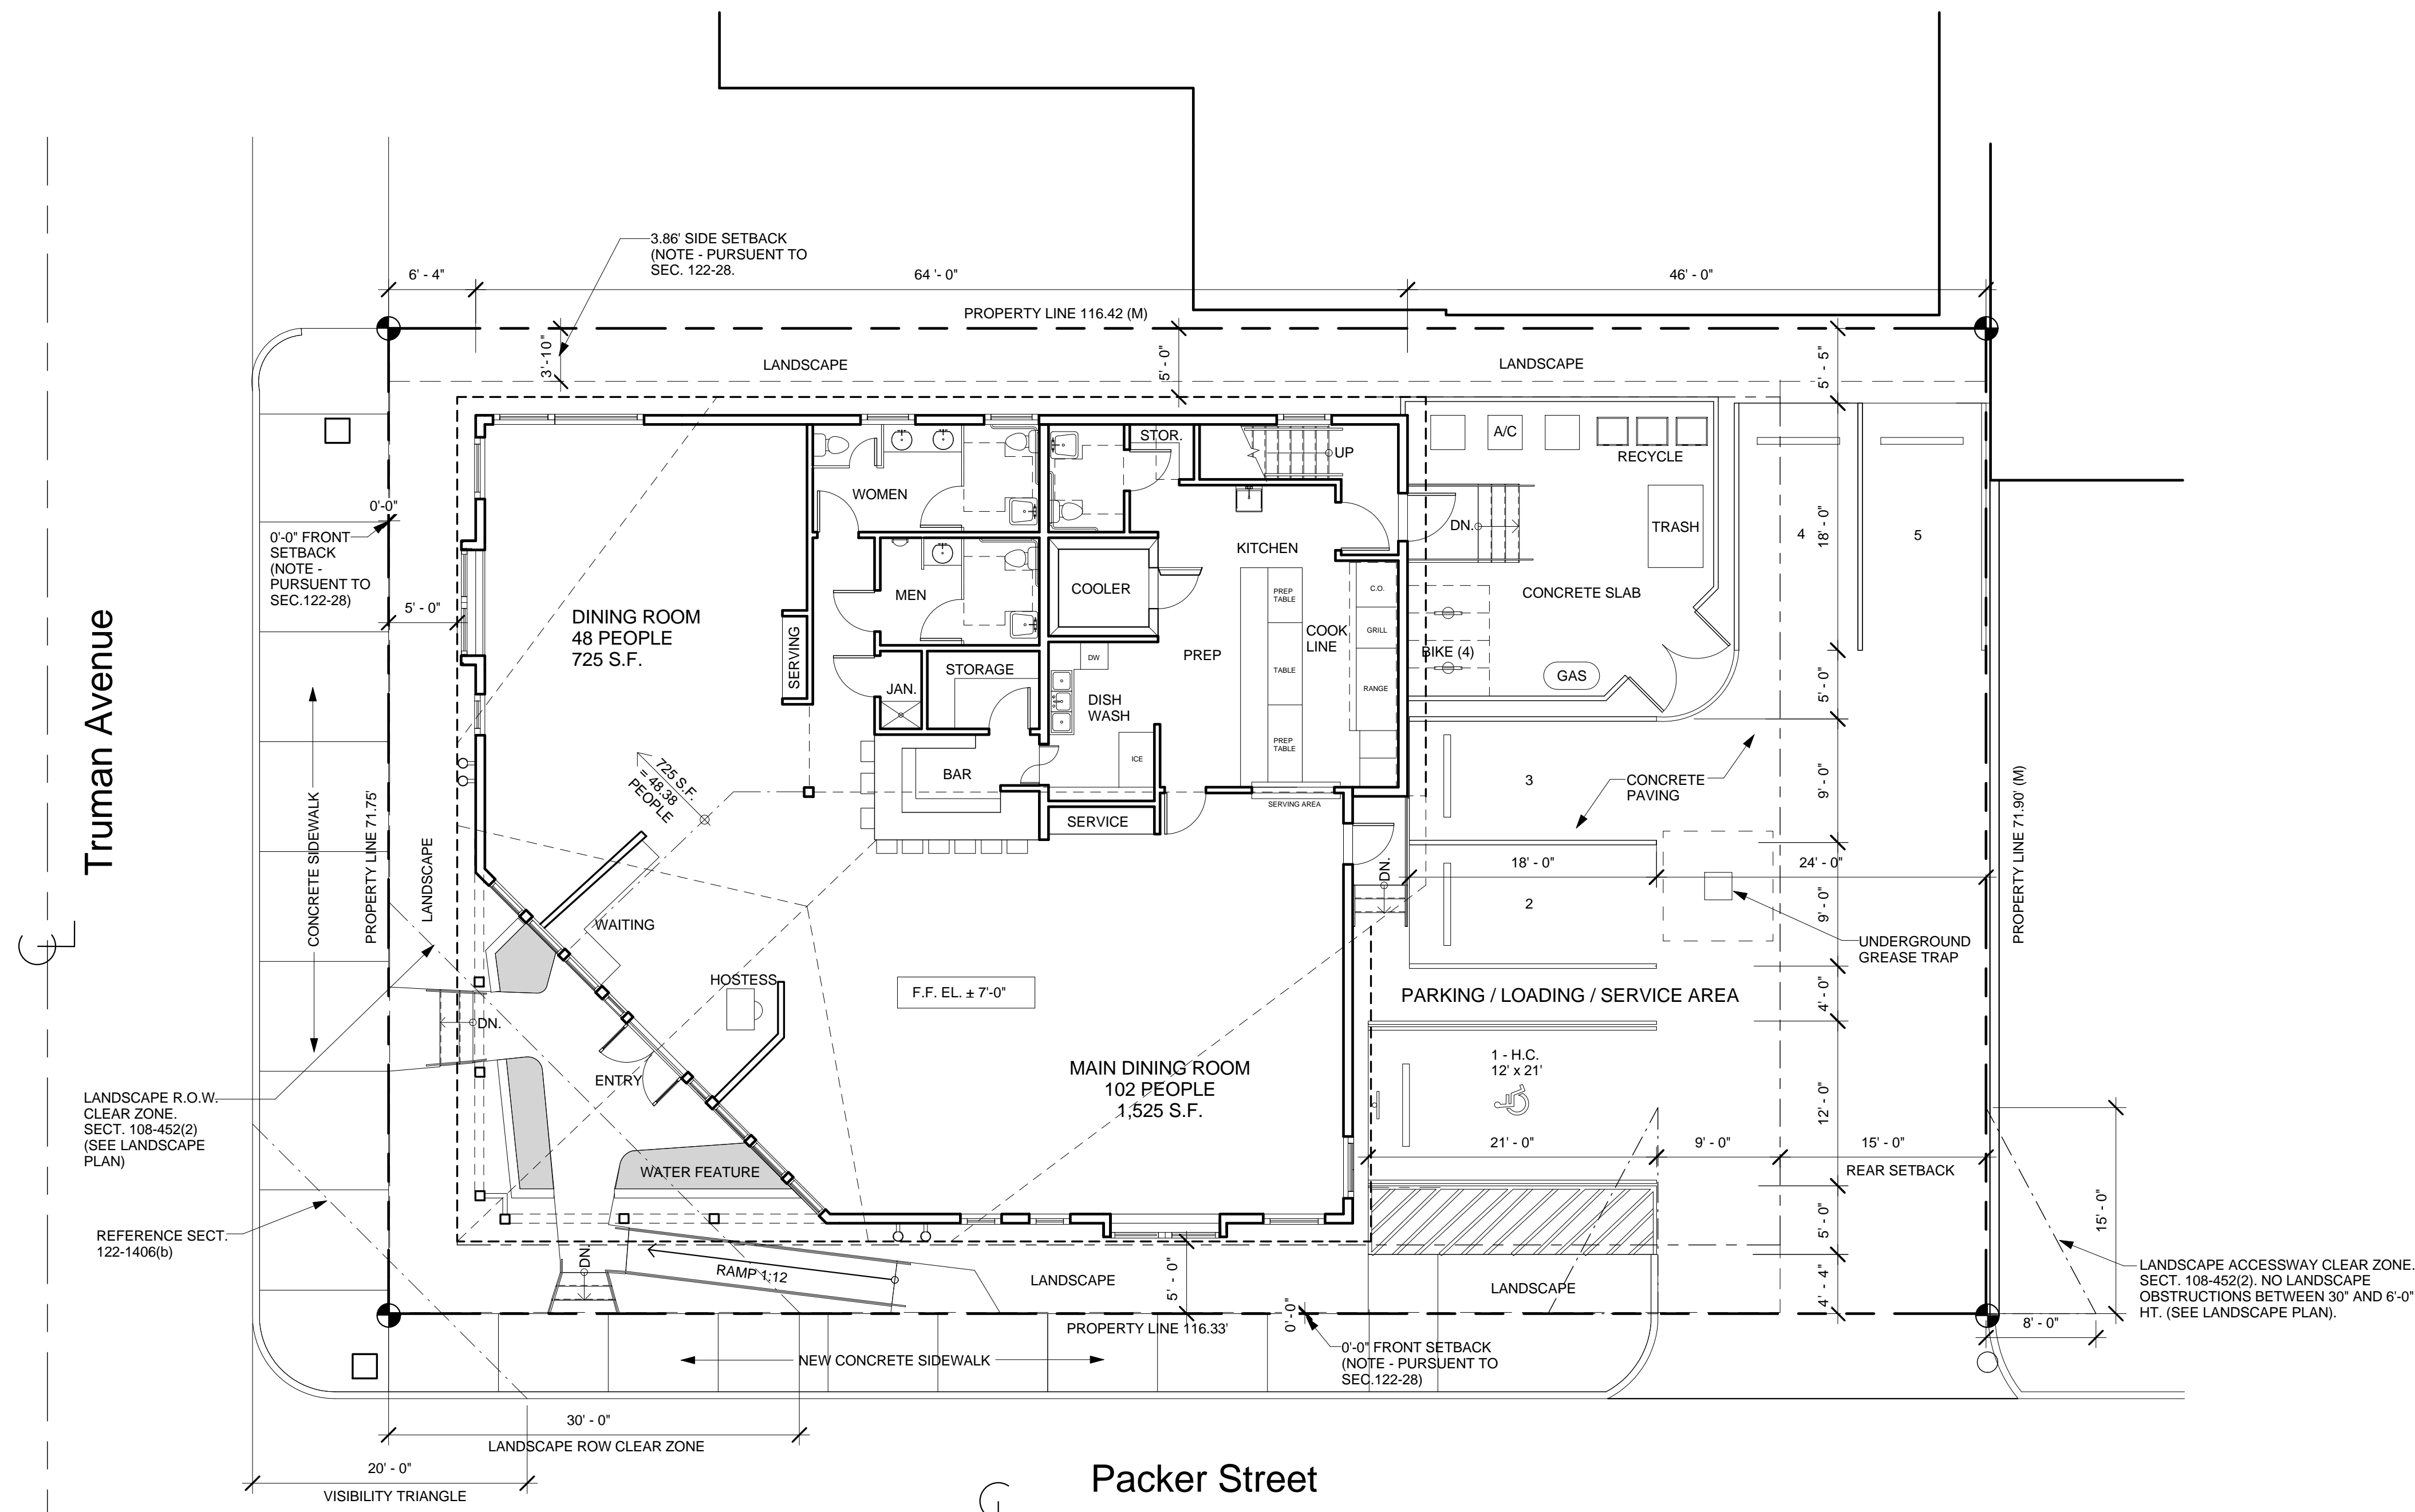 3.86' SIDE SETBACK
(NOTE - PURSUENT TO
SEC. 122-28.
6' - 4"
64 '- 0"
46' - 0"
PROPERTY LINE 116.42 (M)
3' -10"
LANDSCAPE
5' - 0"
LANDSCAPE
5' - 5"
0'-0"
0'-0" FRONT
SETBACK
(NOTE -
PURSUENT TO
SEC.122-28)
5' - 0"
Truman Avenue
CONCRETE SIDEWALK
PROPERTY LINE 71.75'
LANDSCAPE
DINING ROOM
48 PEOPLE
725 S.F.
SERVING
WOMEN
MEN
JAN.
STORAGE
STOR.
UP
KITCHEN
COOLER
PREP
TABLE
TABLE
PREP
TABLE
C.O.
GRILL
RANGE
COOK
LINE
PREP
DW
DISH
WASH
ICE
BAR
SERVICE
SERVING AREA
725 S.F.
= 48.38
PEOPLE
A/C
RECYCLE
TRASH
DN.
CONCRETE SLAB
BIKE (4)
GAS
4
18' - 0"
5
5' - 0"
3
CONCRETE
PAVING
9' - 0"
18' - 0"
24' - 0"
2
9' - 0"
DN.
UNDERGROUND
GREASE TRAP
PROPERTY LINE 71.90' (M)
PARKING / LOADING / SERVICE AREA
4' - 0"
WAITING
HOSTESS
F.F. EL. ± 7'-0"
DN.
ENTRY
MAIN DINING ROOM
102 PEOPLE
1,525 S.F.
1 - H.C.
12' x 21'
12' - 0"
21' - 0"
9' - 0"
15' - 0"
REAR SETBACK
15' - 0"
5' - 0"
4' - 4"
LANDSCAPE R.O.W.
CLEAR ZONE.
SECT. 108-452(2)
(SEE LANDSCAPE
PLAN)
WATER FEATURE
REFERENCE SECT.
122-1406(b)
DN.
RAMP 1:12
LANDSCAPE
5' - 0"
LANDSCAPE
LANDSCAPE ACCESSWAY CLEAR ZONE.
SECT. 108-452(2). NO LANDSCAPE
OBSTRUCTIONS BETWEEN 30" AND 6'-0"
HT. (SEE LANDSCAPE PLAN).
8' - 0"
PROPERTY LINE 116.33'
0'-0"
0'-0" FRONT SETBACK
(NOTE - PURSUENT TO
SEC.122-28)
NEW CONCRETE SIDEWALK
30' - 0"
LANDSCAPE ROW CLEAR ZONE
20' - 0"
VISIBILITY TRIANGLE
Packer Street